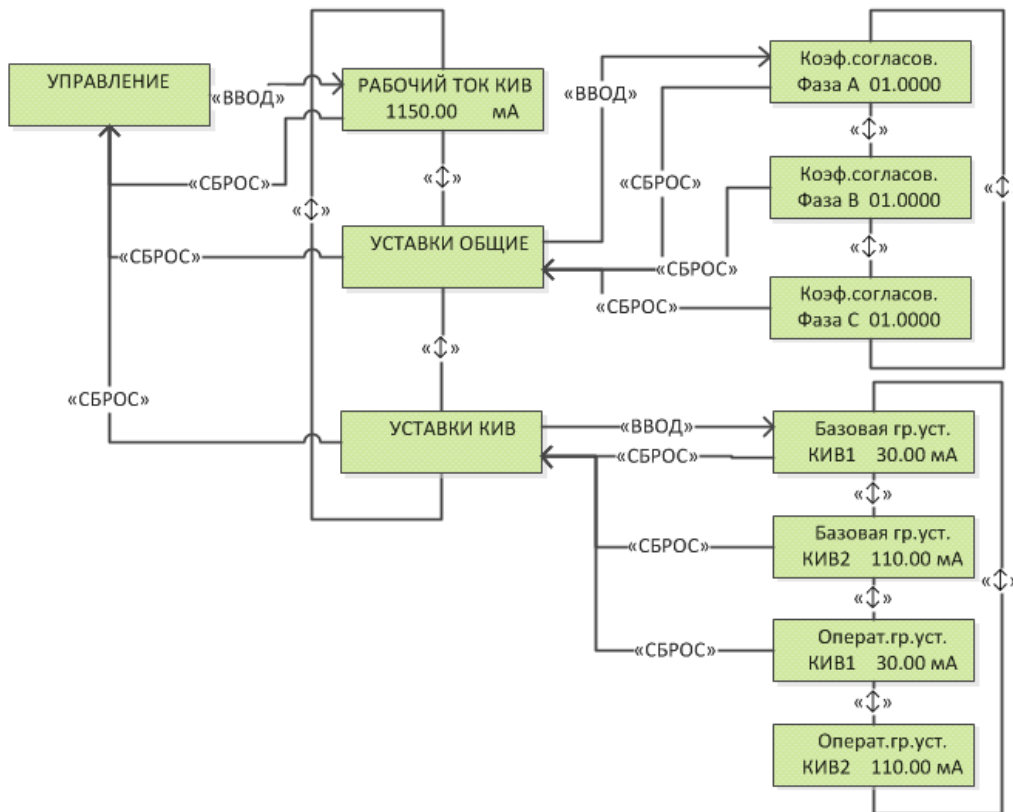 УПРАВЛЕНИЕ
«ВВОД»
РАБОЧИЙ ТОК КИВ
1150.00 мА
«СБРОС»
«↕»
«↕»
УСТАВКИ ОБЩИЕ
«СБРОС»
«↕»
УСТАВКИ КИВ
«СБРОС»
«ВВОД»
Коэф.согласов.
Фаза А 01.0000
«↕»
«СБРОС»
Коэф.согласов.
Фаза В 01.0000
«↕»
«↕»
«СБРОС»
Коэф.согласов.
Фаза С 01.0000
«СБРОС»
«ВВОД»
Базовая гр.уст.
КИВ1 30.00 мА
«СБРОС»
«↕»
Базовая гр.уст.
КИВ2 110.00 мА
«СБРОС»
«↕»
«↕»
Операт.гр.уст.
КИВ1 30.00 мА
«СБРОС»
«↕»
Операт.гр.уст.
КИВ2 110.00 мА